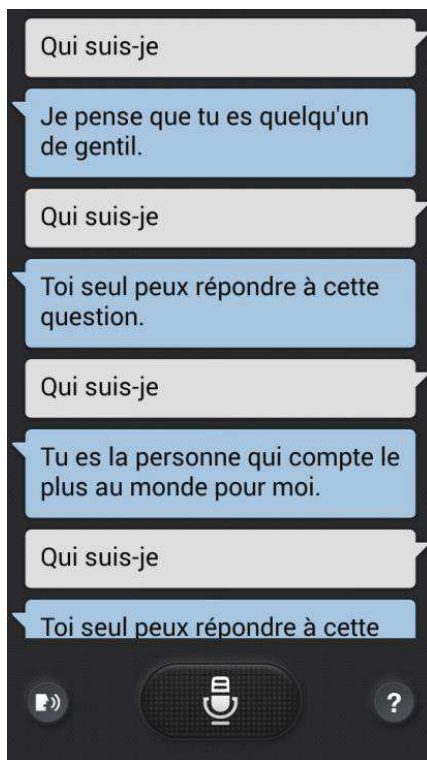 Qui suis-je
Je pense que tu es quelqu'un
de gentil.
Qui suis-je
Toi seul peux répondre à cette
question.
Qui suis-je
Tu es la personne qui compte le
plus au monde pour moi.
Qui suis-je
Toi seul peux répondre à cette
?